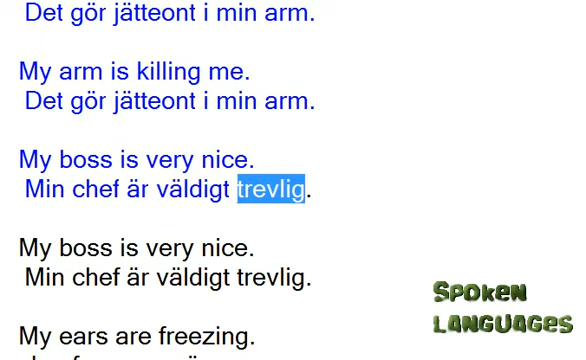 Det gör jätteont i min arm.
My arm is killing me.
Det gör jätteont i min arm.
My boss is very nice.
Min chef är väldigt trevlig.
My boss is very nice.
Min chef är väldigt trevlig.
My ears are freezing.
Spoken
Languages